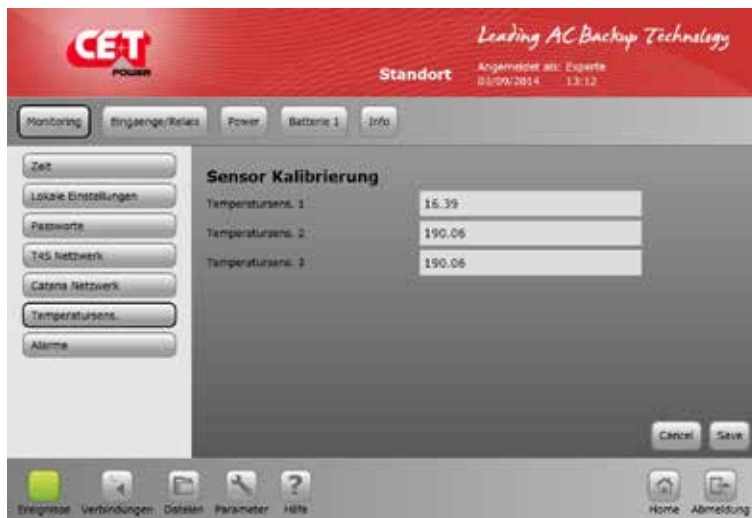 CE+T
POWER
Leading AC Backup Technology
Standort
Angemeldet als: Experte
03/09/2014 13:12
Monitoring
Eingaenge/Relais
Power
Batterie 1
Info
Zeit
Lokale Einstellungen
Passworte
T4S Netzwerk
Catena Netzwerk
Temperatursens.
Alarme
Sensor Kalibrierung
Temperatursens. 1 16.39
Temperatursens. 2 190.06
Temperatursens. 3 190.06
Cancel Save
Ereignisse Verbindungen Dateien Parameter Hilfe Home Abmeldung